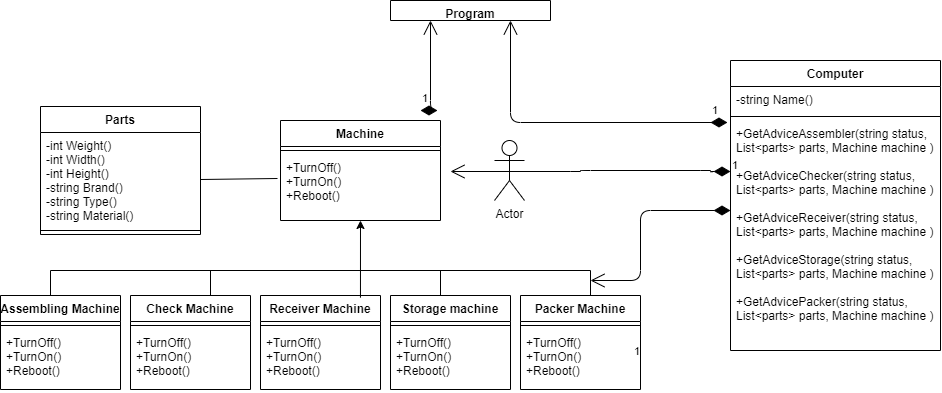 Program
Computer
-string Name()
+GetAdviceAssembler(string status,
List<parts> parts, Machine machine )
+GetAdviceChecker(string status,
List<parts> parts, Machine machine )
+GetAdviceReceiver(string status,
List<parts> parts, Machine machine )
+GetAdviceStorage(string status,
List<parts> parts, Machine machine )
+GetAdvicePacker(string status,
List<parts> parts, Machine machine )
1
1
1
Parts
-int Weight()
-int Width()
-int Height()
-string Brand()
-string Type()
-string Material()
Machine
+TurnOff()
+TurnOn()
+Reboot()
Actor
Assembling Machine
+TurnOff()
+TurnOn()
+Reboot()
Check Machine
+TurnOff()
+TurnOn()
+Reboot()
Receiver Machine
+TurnOff()
+TurnOn()
+Reboot()
Storage machine
+TurnOff()
+TurnOn()
+Reboot()
Packer Machine
+TurnOff()
+TurnOn()
+Reboot()
1